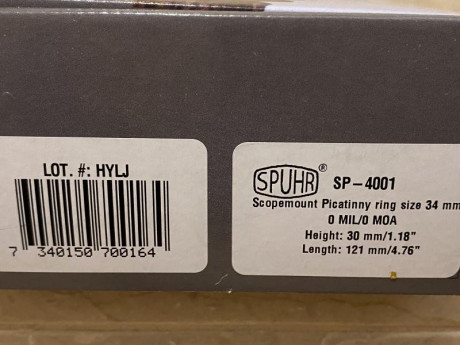 LOT. #: HYLJ
7 340150 700164
SPUHR® SP-4001
Scopemount Picatinny ring size 34 mm
0 MIL/0 MOA
Height: 30 mm/1.18"
Length: 121 mm/4.76"